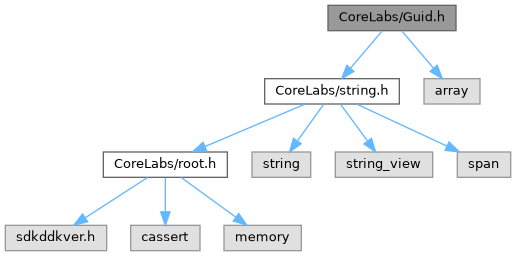 CoreLabs/Guid.h
CoreLabs/string.h
array
CoreLabs/root.h
string
string_view
span
sdkddkver.h
cassert
memory